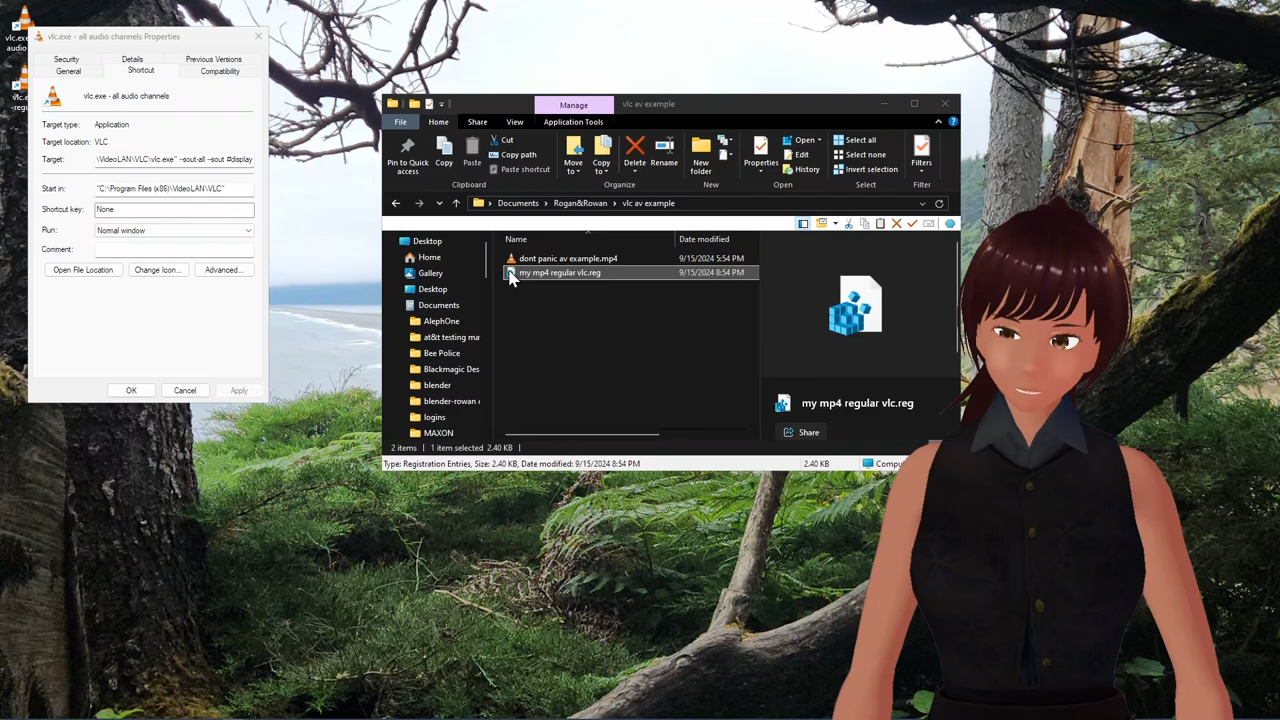 vlc.exe - all audio channels Properties
Security
Details
Previous Versions
General
Shortcut
Compatibility
vlc.exe - all audio channels
Target type:
Application
Target location:
VLC
Target:
\VideoLAN\VLC\vlc.exe" --sout-all --sout #display
Start in:
"C:\Program Files (x86)\VideoLAN\VLC"
Shortcut key:
None
Run:
Normal window
Comment:
Open File Location
Change Icon...
Advanced...
OK
Cancel
Apply
Manage
vlc av example
File
Home
Share
View
Application Tools
Pin to Quick access
Copy
Paste
Cut
Copy path
Paste shortcut
Clipboard
Move to
Copy to
Delete
Rename
Organize
New folder
New
Properties
Open
Edit
History
Open
Select all
Select none
Invert selection
Select
Filters
Filter
Documents
Rogan&Rowan
vlc av example
Desktop
Home
Gallery
Desktop
Documents
AlephOne
at&t testing ma
Bee Police
Blackmagic Des
blender
blender-rowan c
logins
MAXON
Name
Date modified
dont panic av example.mp4
9/15/2024 5:54 PM
my mp4 regular vlc.reg
9/15/2024 8:54 PM
my mp4 regular vlc.reg
Share
2 items
1 item selected 2.40 KB
Type: Registration Entries, Size: 2.40 KB, Date modified: 9/15/2024 8:54 PM
2.40 KB